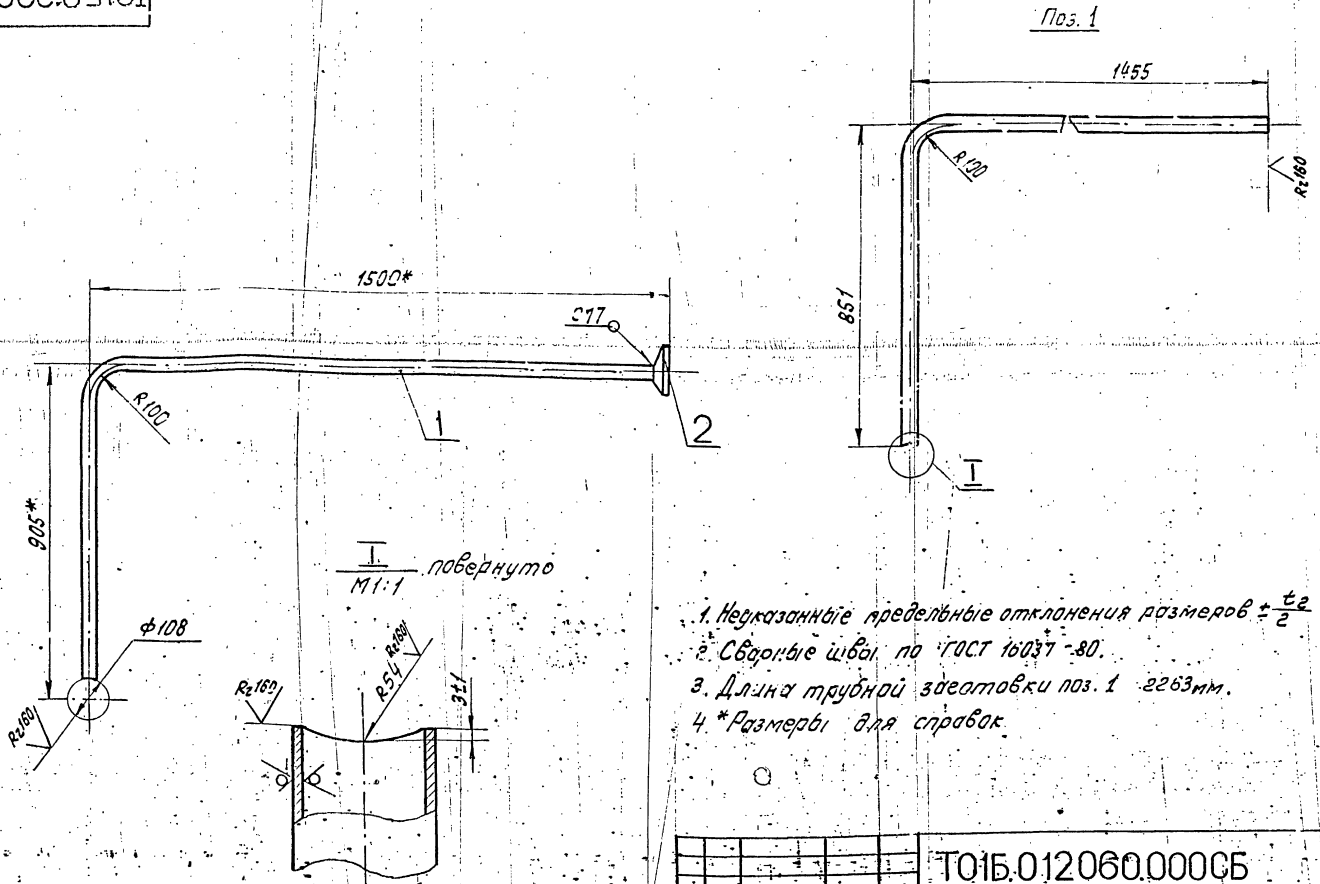 Поз. 1
1455
R100
Rz160
851
I
1500*
С17
R100
1
2
905*
ф108
Rz160
I
М1:1 повернуто
Rz160
R54
Rz160
3±1
1. Неуказанные предельные отклонения размеров ± t2/2
2. Сварные швы по ГОСТ 16037-80.
3. Длина трубной заготовки поз. 1 2263мм.
4 *Размеры для справок.
Т01Б.012060.000СБ